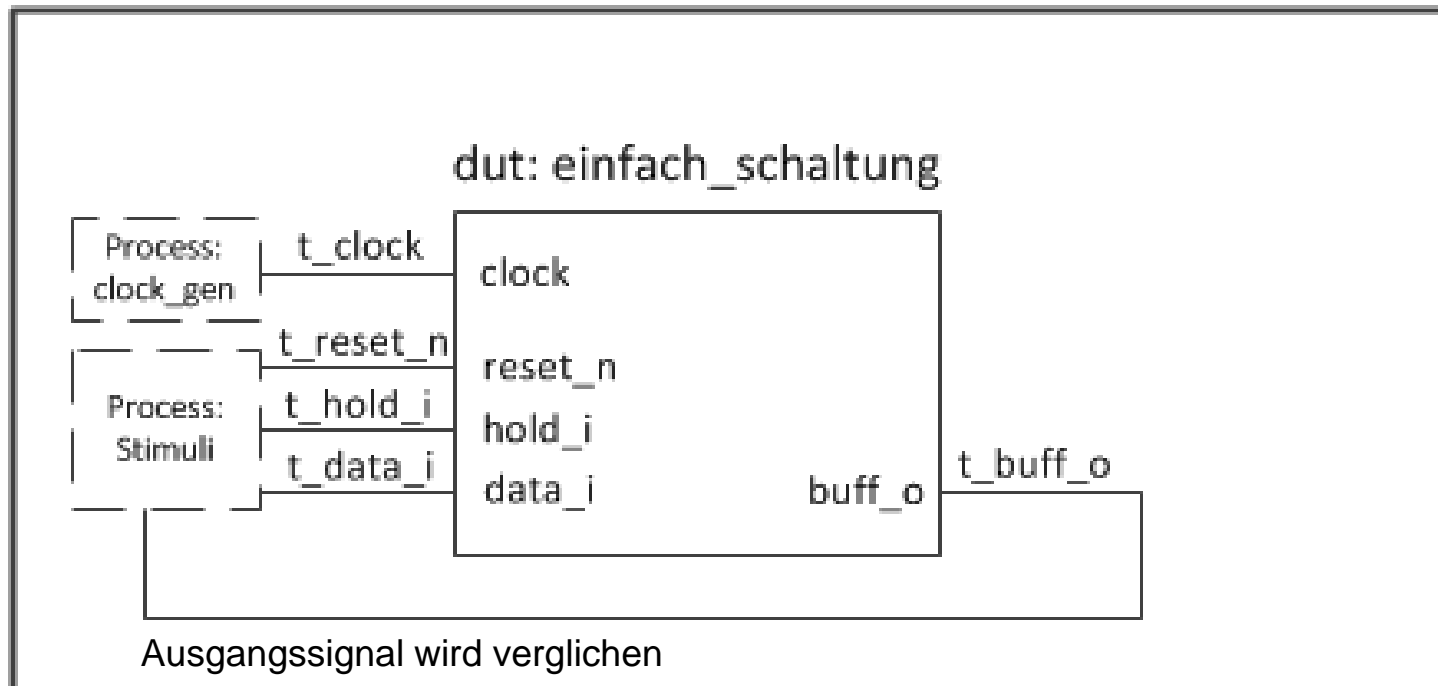 dut: einfach_schaltung
Process:
clock_gen
t_clock
clock
t_reset_n
reset_n
Process:
Stimuli
t_hold_i
hold_i
t_data_i
data_i
buff_o
t_buff_o
Ausgangssignal wird verglichen